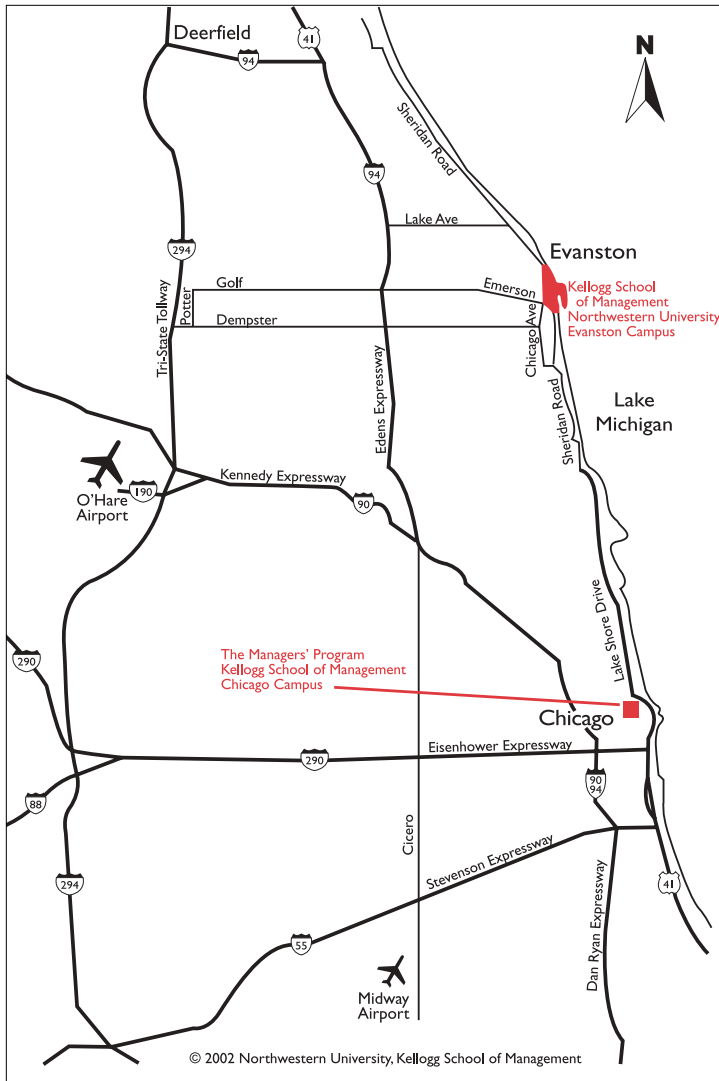 Deerfield
41
94
N
Sheridan Road
94
Lake Ave
294
Evanston
Golf
Emerson
Kellogg School
of Management
Northwestern University
Evanston Campus
Potter
Dempster
Tri-State Tollway
Chicago Ave
Edens Expressway
Sheridan Road
Lake
Michigan
Kennedy Expressway
190
O'Hare
Airport
90
Lake Shore Drive
The Managers' Program
Kellogg School of Management
Chicago Campus
290
Chicago
Eisenhower Expressway
290
90
94
88
Cicero
Stevenson Expressway
294
41
55
Dan Ryan Expressway
Midway
Airport
© 2002 Northwestern University, Kellogg School of Management